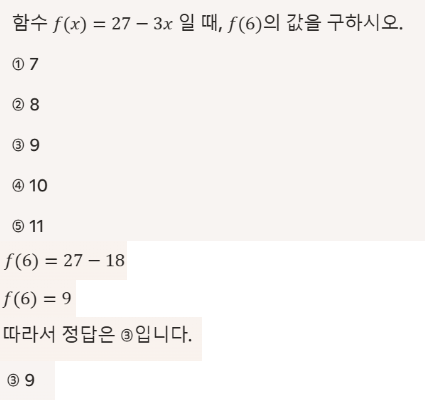 함수 f(x) = 27 − 3x 일 때, f(6)의 값을 구하시오.
① 7
② 8
③ 9
④ 10
⑤ 11
f(6) = 27 − 18
f(6) = 9
따라서 정답은 ③입니다.
③ 9